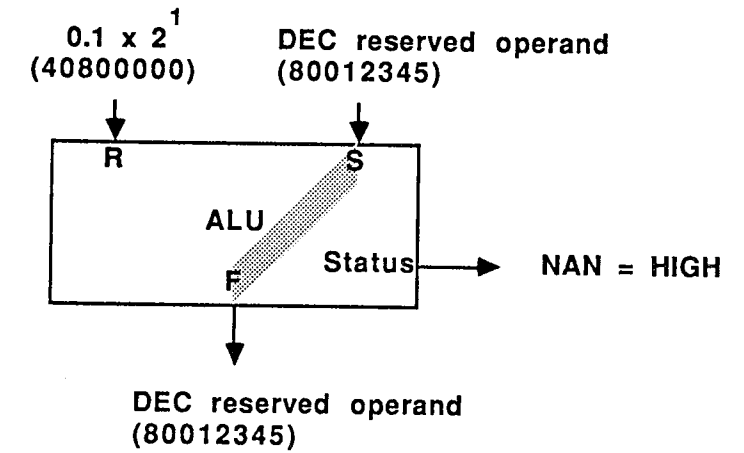 0.1 x 2^1
(40800000)
DEC reserved operand
(80012345)
R
S
ALU
F
Status
NAN = HIGH
DEC reserved operand
(80012345)